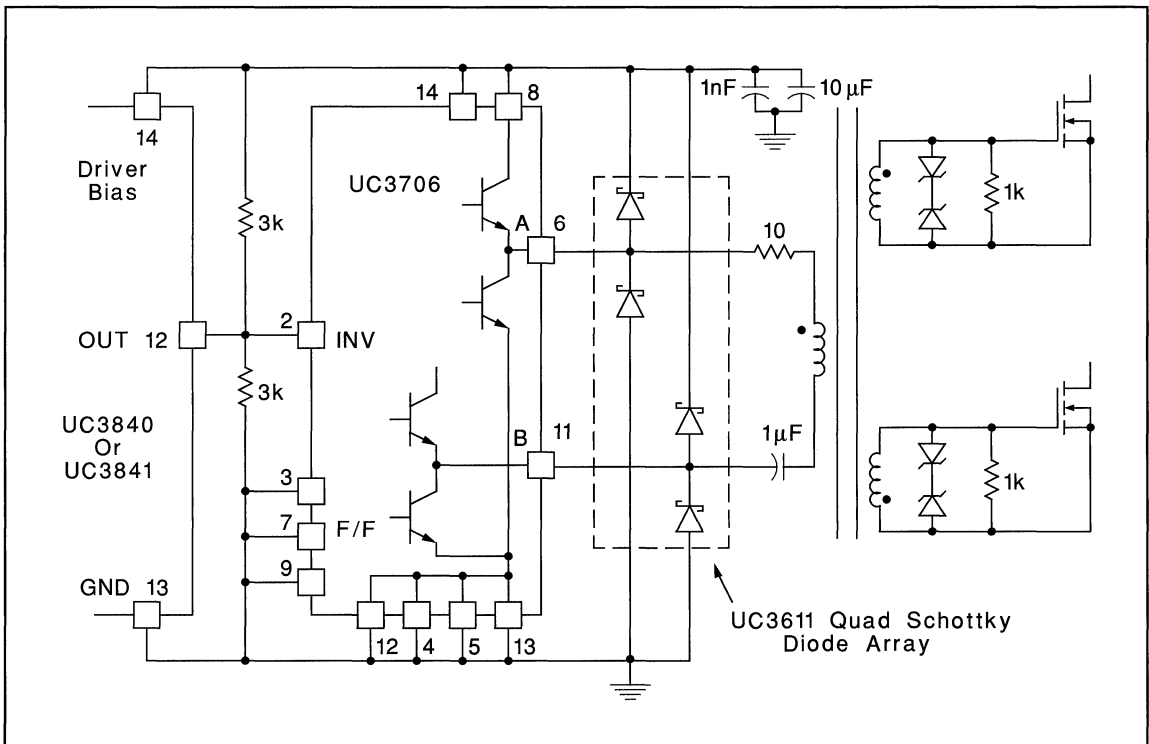 14
8
1nF
10 µF
14
Driver
Bias
UC3706
3k
A
6
10
1k
OUT 12
2
INV
3k
B
11
1µF
UC3840
Or
UC3841
3
7
F/F
9
1k
GND 13
12
4
5
13
UC3611 Quad Schottky
Diode Array